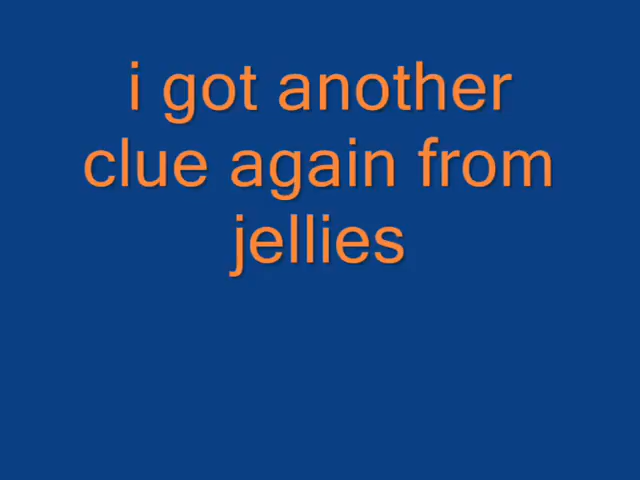 i got another
clue again from
jellies